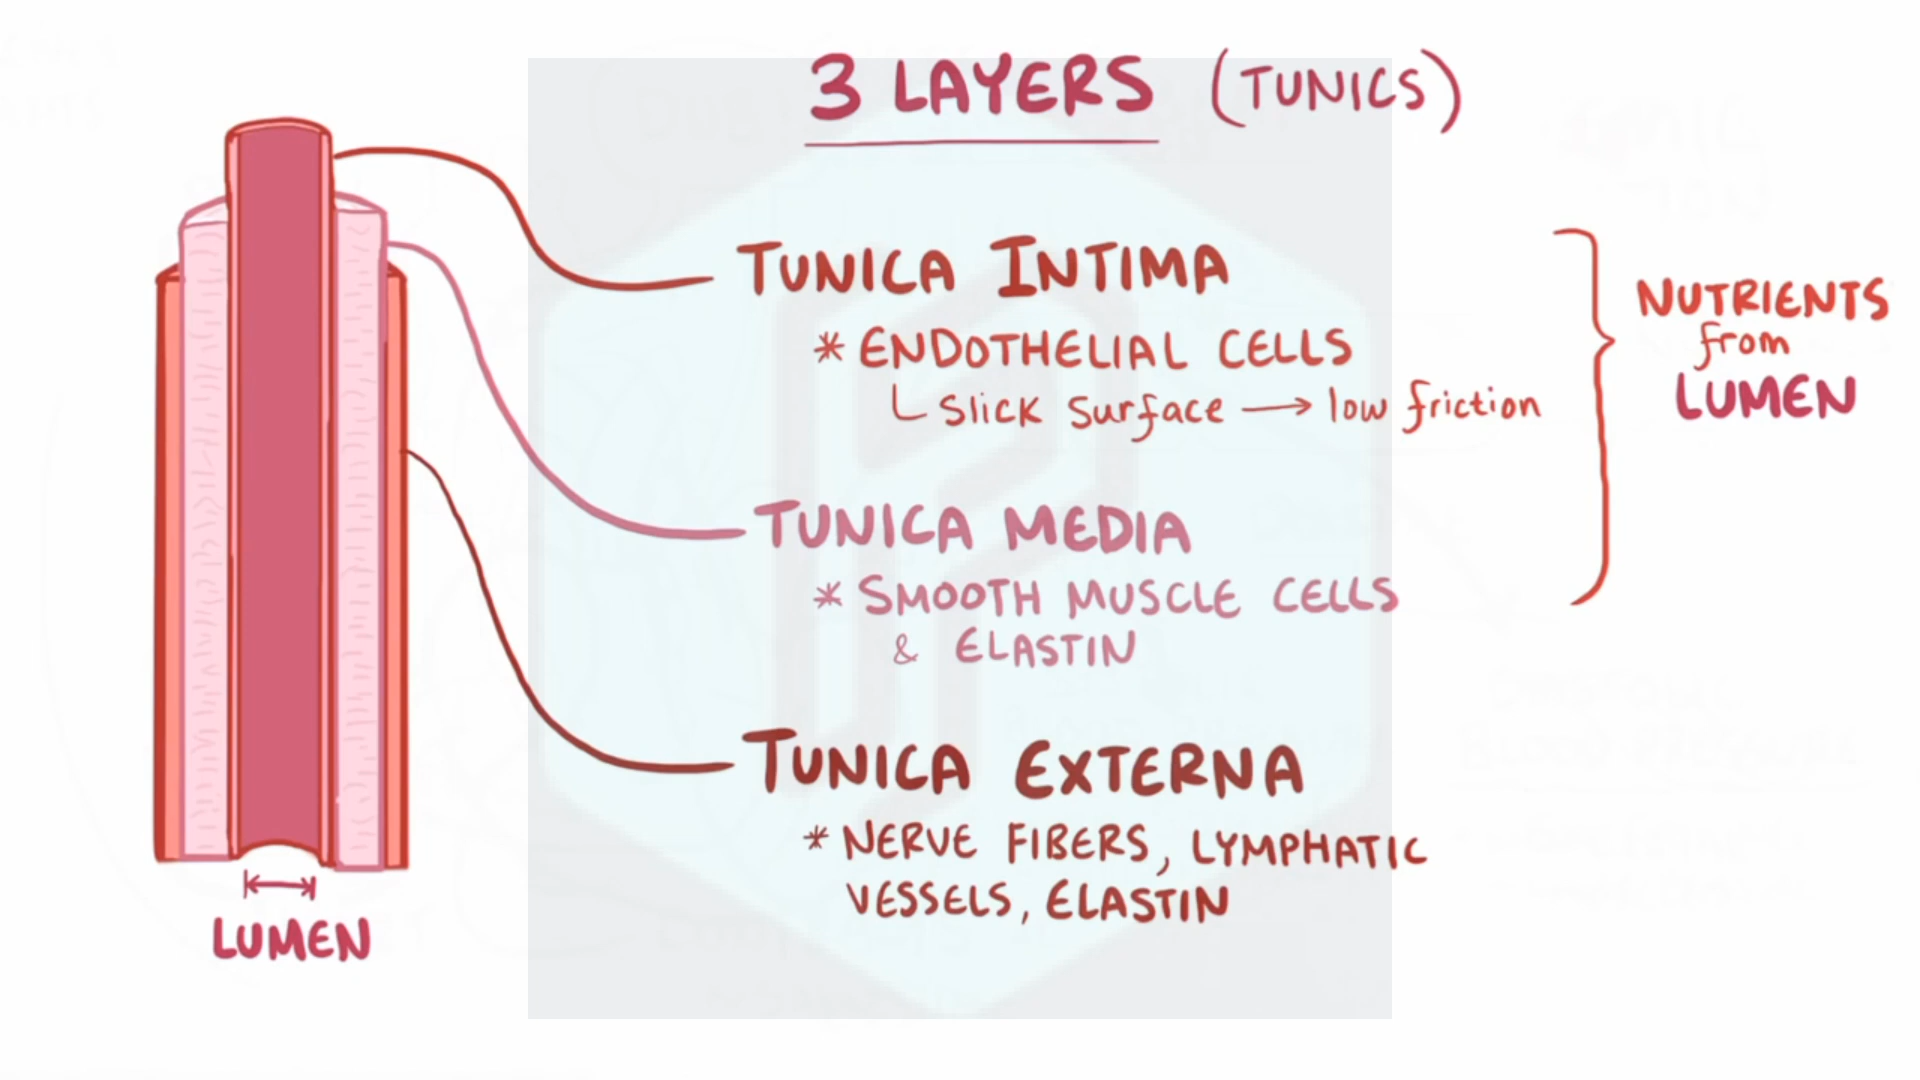 3 LAYERS (TUNICS)
TUNICA INTIMA
* ENDOTHELIAL CELLS
└ Slick Surface → low friction
NUTRIENTS
from
LUMEN
TUNICA MEDIA
* SMOOTH MUSCLE CELLS
& ELASTIN
TUNICA EXTERNA
* NERVE FIBERS, LYMPHATIC
VESSELS, ELASTIN
LUMEN